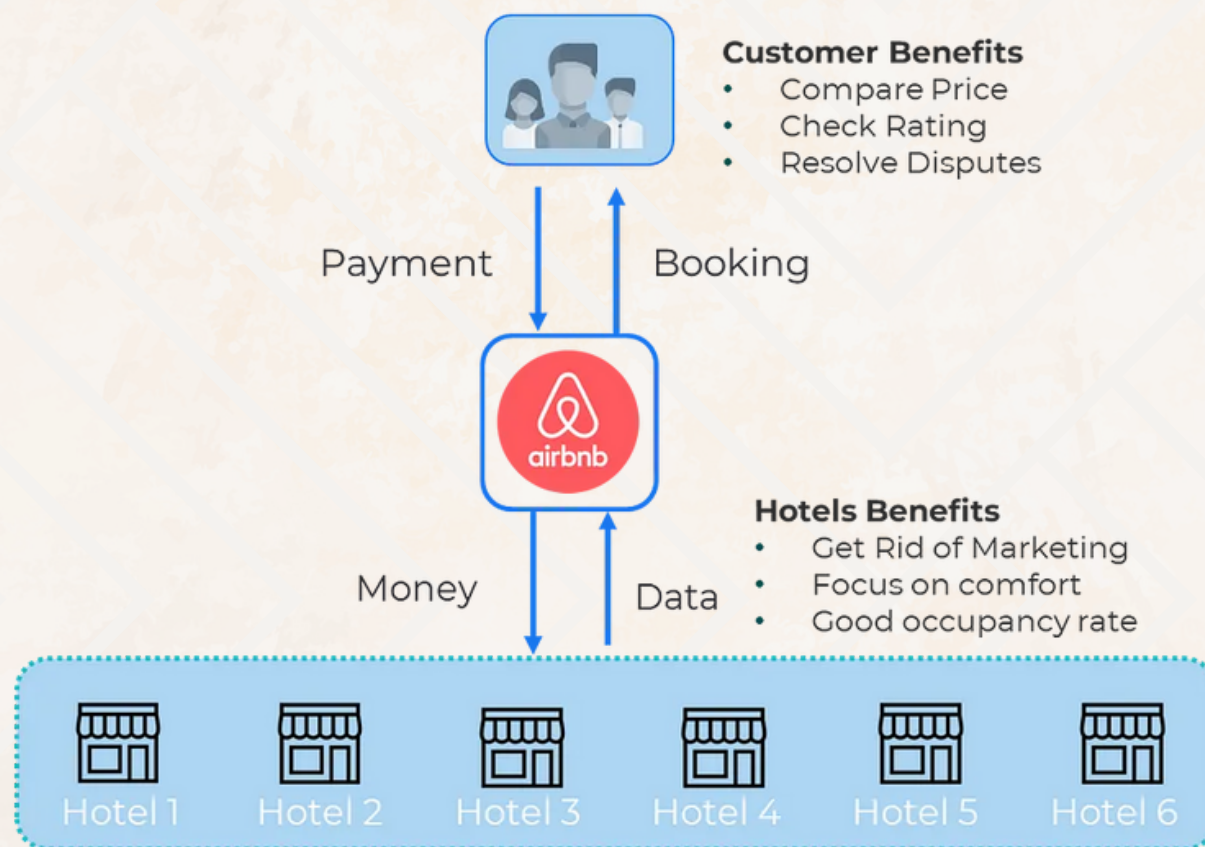 Customer Benefits
• Compare Price
• Check Rating
• Resolve Disputes
Payment
Booking
airbnb
Hotels Benefits
• Get Rid of Marketing
• Focus on comfort
• Good occupancy rate
Money
Data
Hotel 1
Hotel 2
Hotel 3
Hotel 4
Hotel 5
Hotel 6